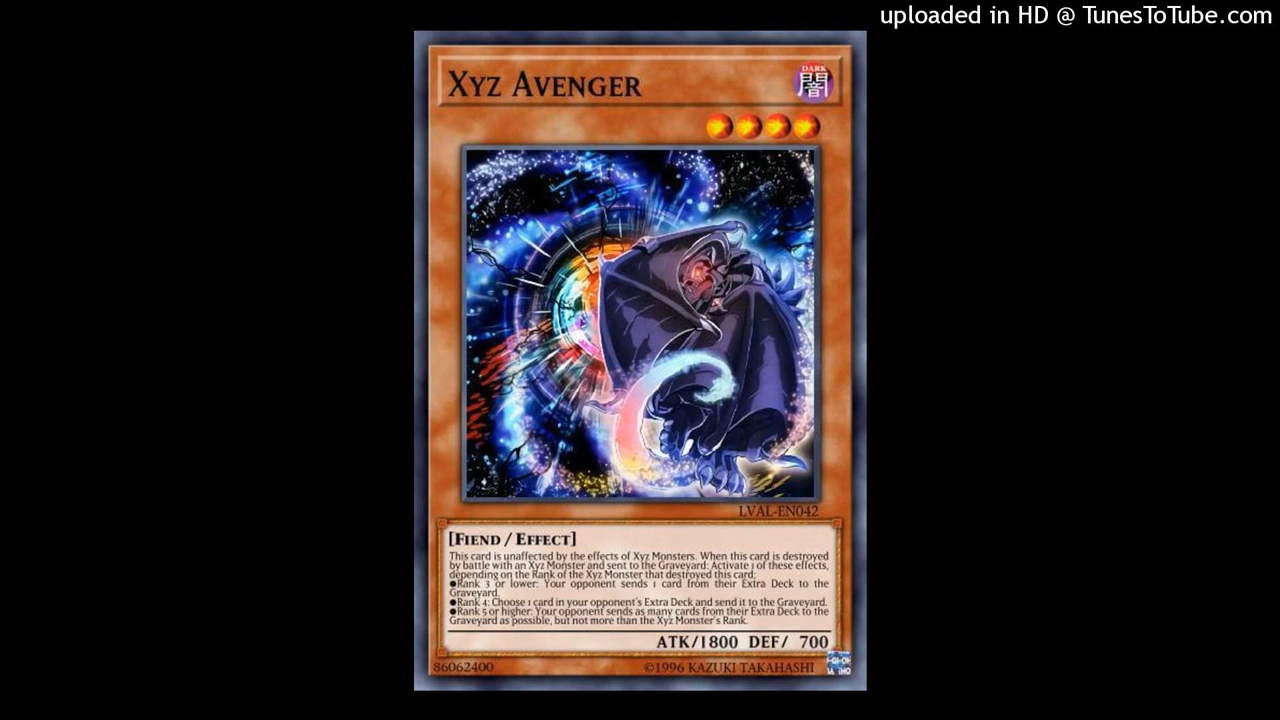 uploaded in HD @ TunesToTube.com
XYZ AVENGER
DARK
闇
LVAL-EN042
[FIEND / EFFECT]
This card is unaffected by the effects of Xyz Monsters. When this card is destroyed
by battle with an Xyz Monster and sent to the Graveyard: Activate 1 of these effects,
depending on the Rank of the Xyz Monster that destroyed this card;
●Rank 3 or lower: Your opponent sends 1 card from their Extra Deck to the
Graveyard.
●Rank 4: Choose 1 card in your opponent's Extra Deck and send it to the Graveyard.
●Rank 5 or higher: Your opponent sends as many cards from their Extra Deck to the
Graveyard as possible, but not more than the Xyz Monster's Rank.
ATK/1800 DEF/ 700
86062400
©1996 KAZUKI TAKAHASHI